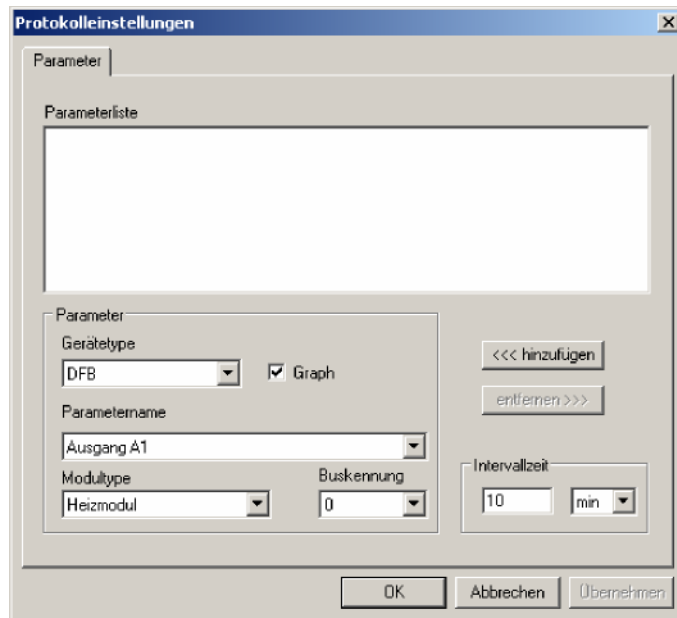 Protokolleinstellungen
Parameter
Parameterliste
Parameter
Gerätetype
DFB
Graph
<<< hinzufügen
entfernen >>>
Parametername
Ausgang A1
Modultype
Buskennung
Heizmodul
0
Intervallzeit
10
min
OK
Abbrechen
Übernehmen